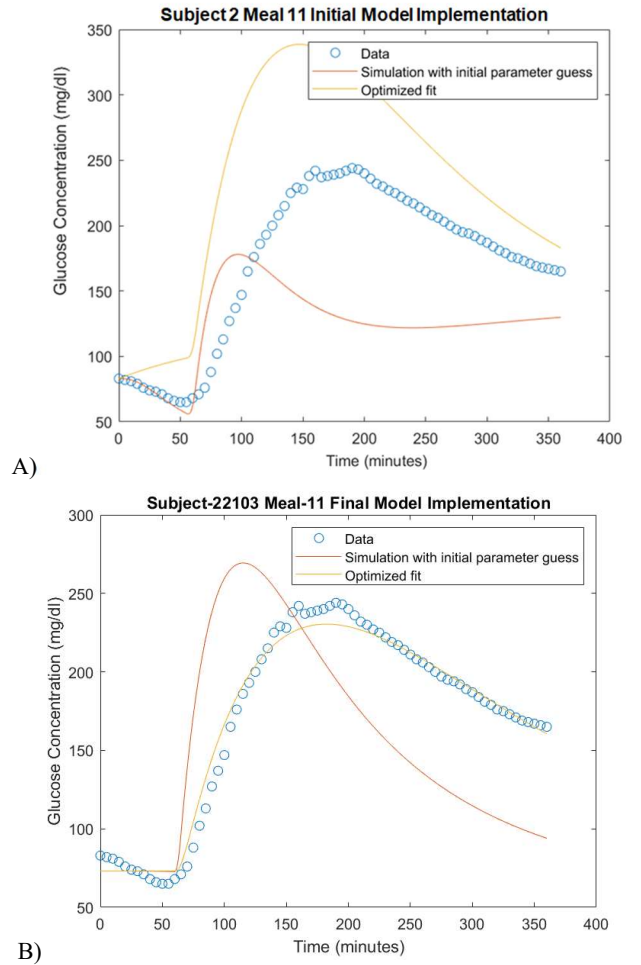 Subject 2 Meal 11 Initial Model Implementation
350
300
250
200
150
100
50
Glucose Concentration (mg/dl)
Data
Simulation with initial parameter guess
Optimized fit
0 50 100 150 200 250 300 350 400
Time (minutes)
A)
Subject-22103 Meal-11 Final Model Implementation
300
250
200
150
100
50
Glucose Concentration (mg/dl)
Data
Simulation with initial parameter guess
Optimized fit
0 50 100 150 200 250 300 350 400
Time (minutes)
B)